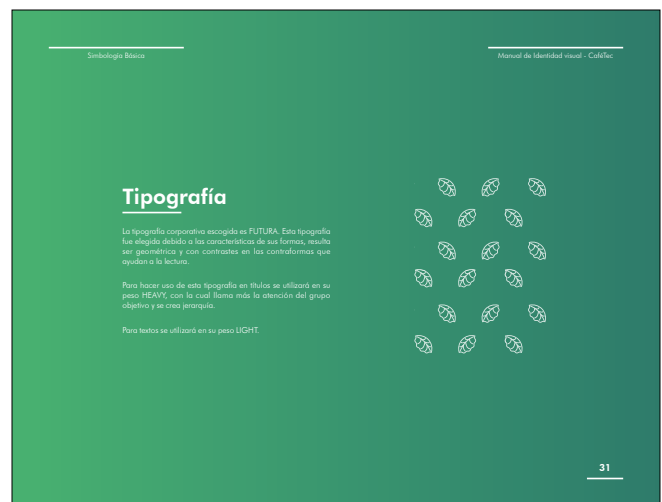 Simbología Básica
Manual de Identidad visual - CaféTec
Tipografía
La tipografía corporativa escogida es FUTURA. Esta tipografía
fue elegida debido a las características de sus formas, resulta
ser geométrica y con contrastes en las contraformas que
ayudan a la lectura.
Para hacer uso de esta tipografía en títulos se utilizará en su
peso HEAVY, con la cual llama más la atención del grupo
objetivo y se crea jerarquía.
Para textos se utilizará en su peso LIGHT.
31